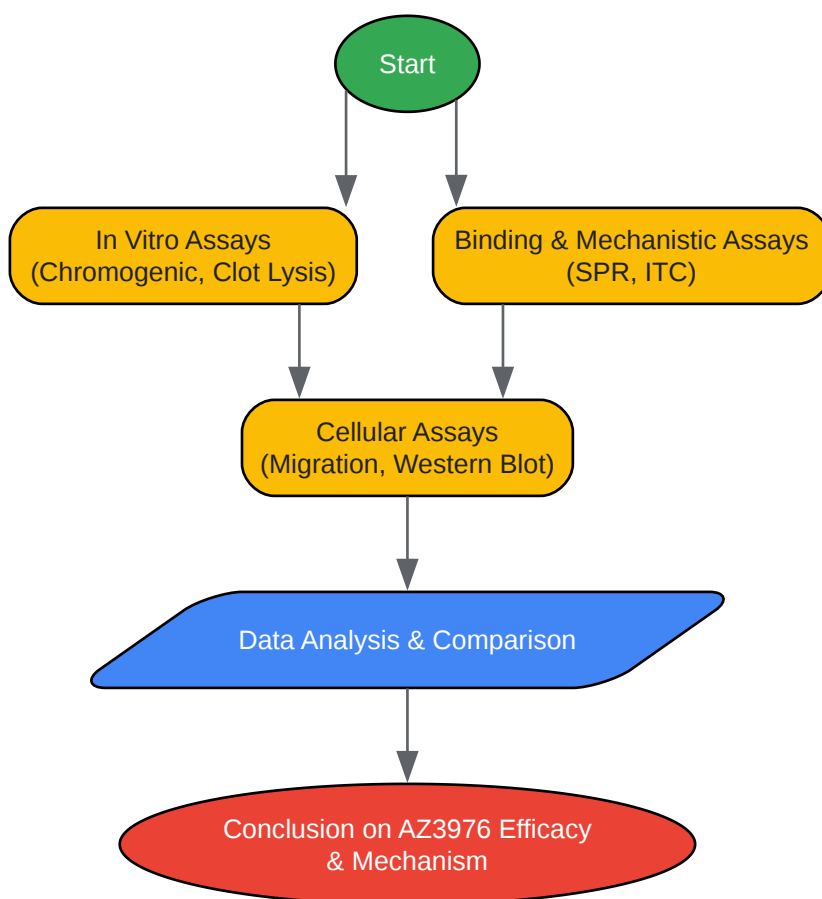 Start
In Vitro Assays
(Chromogenic, Clot Lysis)
Binding & Mechanistic Assays
(SPR, ITC)
Cellular Assays
(Migration, Western Blot)
Data Analysis & Comparison
Conclusion on AZ3976 Efficacy
& Mechanism